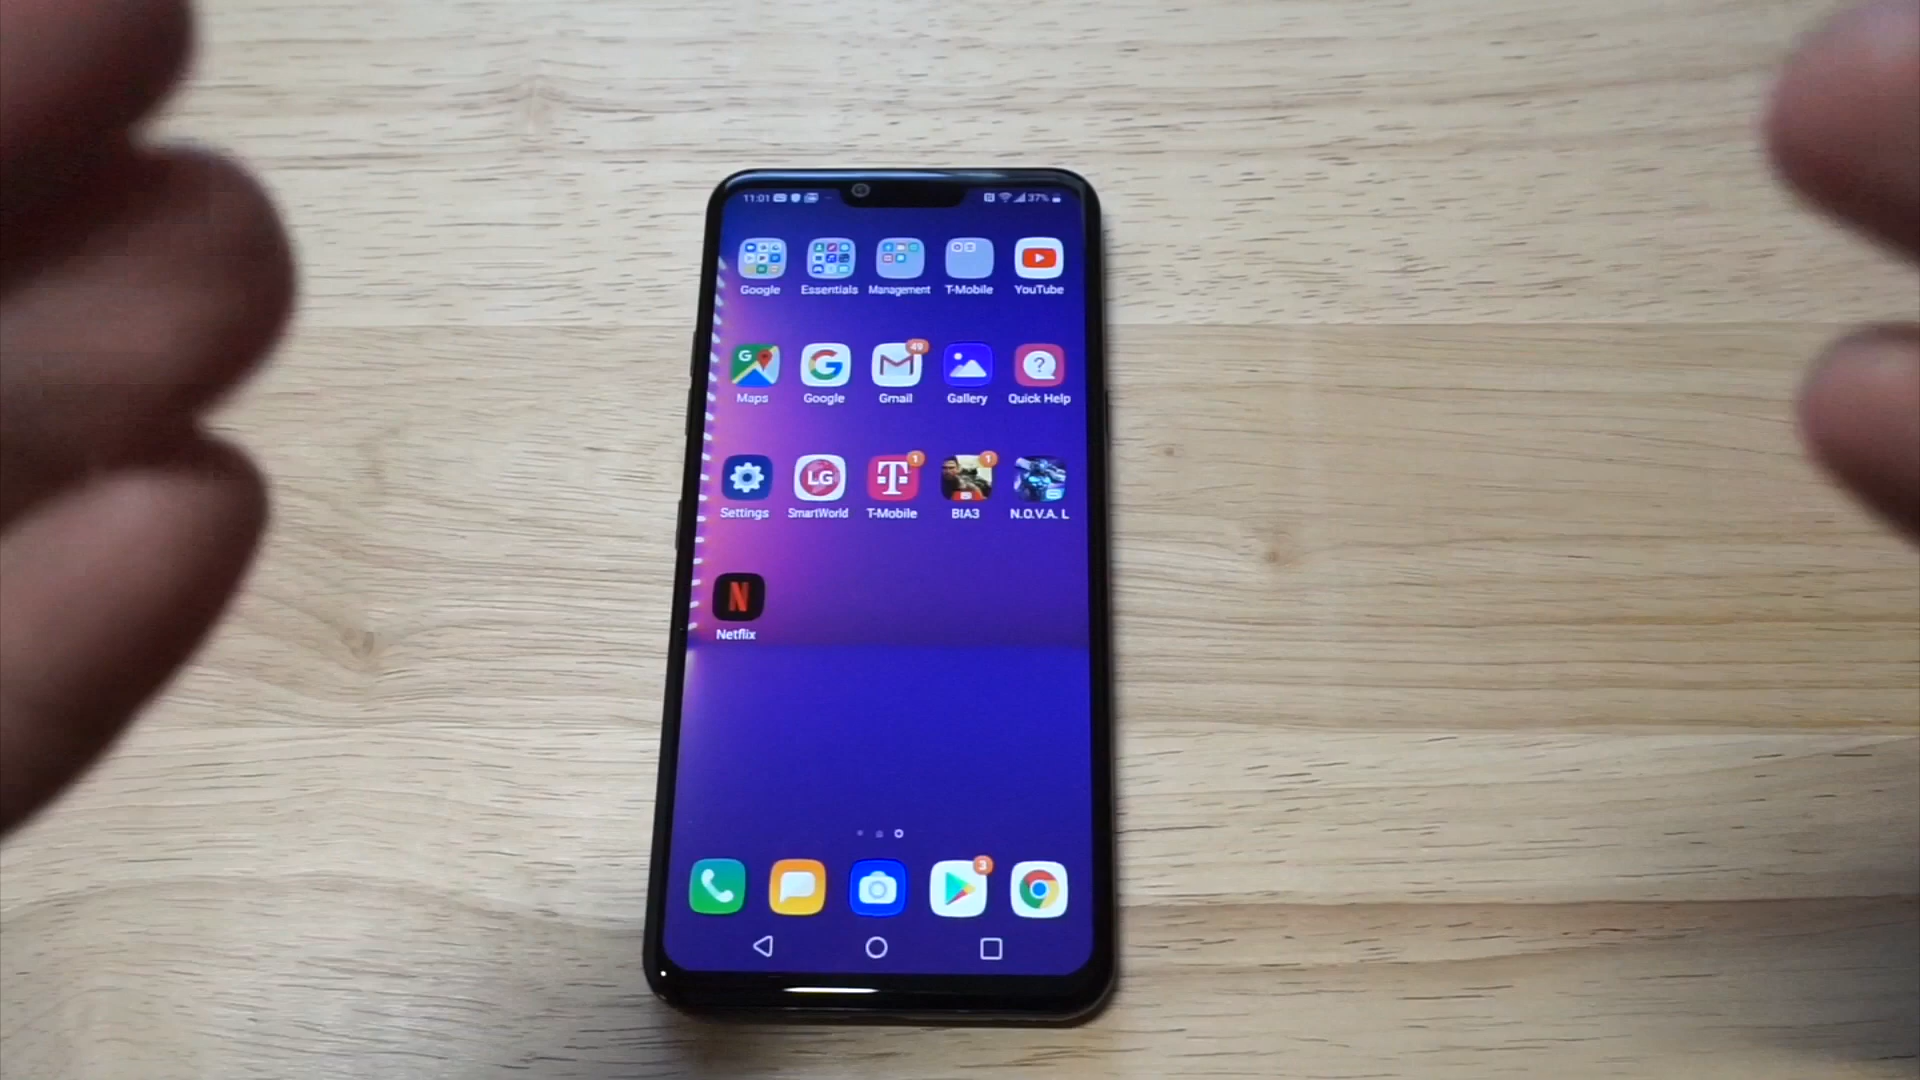 11:01 37%
Google Essentials Management T-Mobile YouTube
G G 49 ?
Maps Google Gmail Gallery Quick Help
LG T 1 1
Settings SmartWorld T-Mobile BIA3 N.O.V.A. L
N
Netflix
3